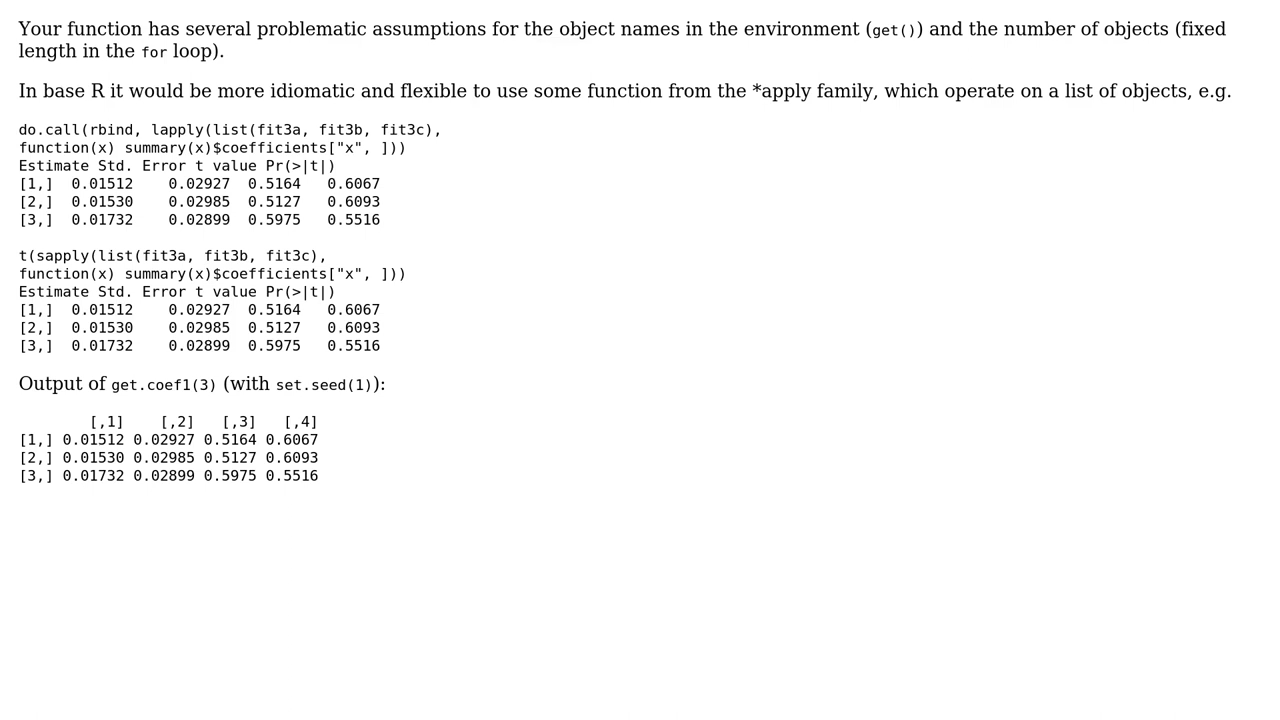 Your function has several problematic assumptions for the object names in the environment (get()) and the number of objects (fixed
length in the for loop).
In base R it would be more idiomatic and flexible to use some function from the *apply family, which operate on a list of objects, e.g.
do.call(rbind, lapply(list(fit3a, fit3b, fit3c),
function(x) summary(x)$coefficients["x", ]))
Estimate Std. Error t value Pr(>|t|)
[1,]  0.01512    0.02927  0.5164   0.6067
[2,]  0.01530    0.02985  0.5127   0.6093
[3,]  0.01732    0.02899  0.5975   0.5516
t(sapply(list(fit3a, fit3b, fit3c),
function(x) summary(x)$coefficients["x", ]))
Estimate Std. Error t value Pr(>|t|)
[1,]  0.01512    0.02927  0.5164   0.6067
[2,]  0.01530    0.02985  0.5127   0.6093
[3,]  0.01732    0.02899  0.5975   0.5516
Output of get.coef1(3) (with set.seed(1)):
        [,1]    [,2]   [,3]   [,4]
[1,] 0.01512 0.02927 0.5164 0.6067
[2,] 0.01530 0.02985 0.5127 0.6093
[3,] 0.01732 0.02899 0.5975 0.5516